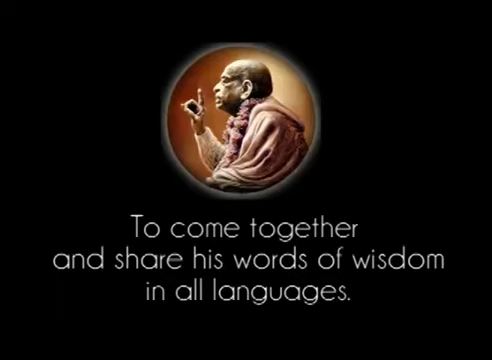 To come together
and share his words of wisdom
in all languages.